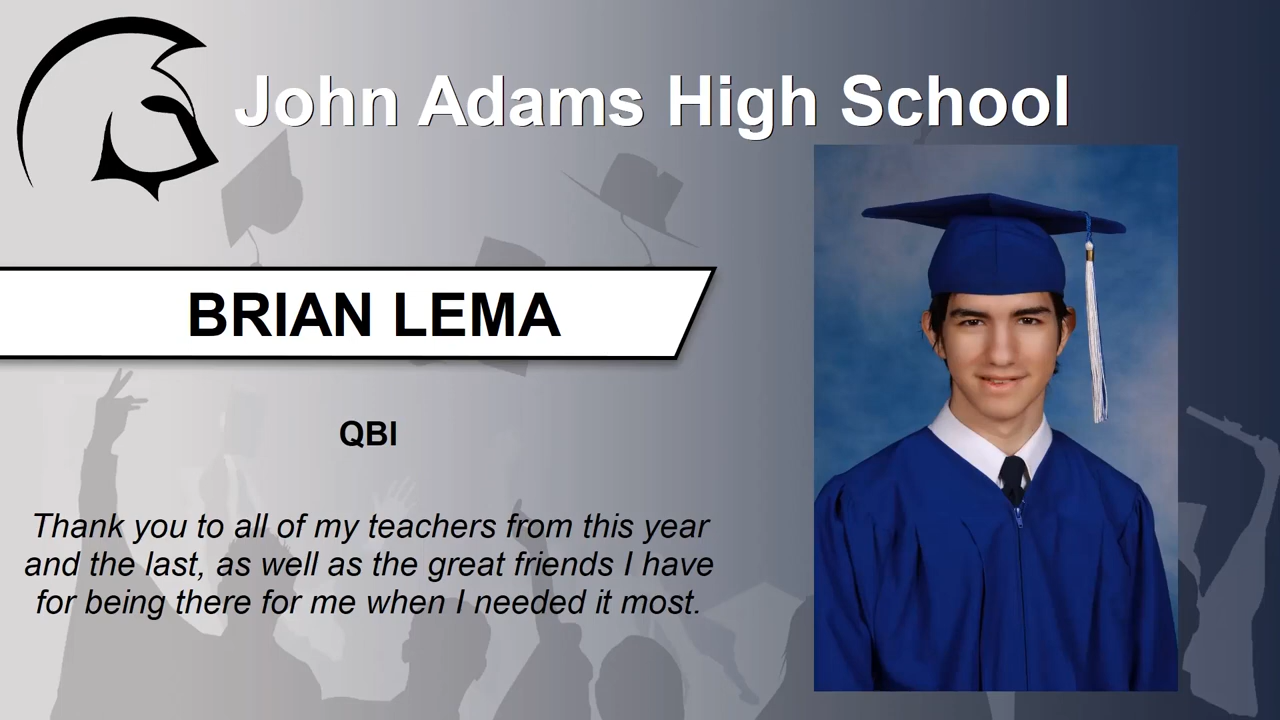 John Adams High School
BRIAN LEMA
QBI
Thank you to all of my teachers from this year
and the last, as well as the great friends I have
for being there for me when I needed it most.